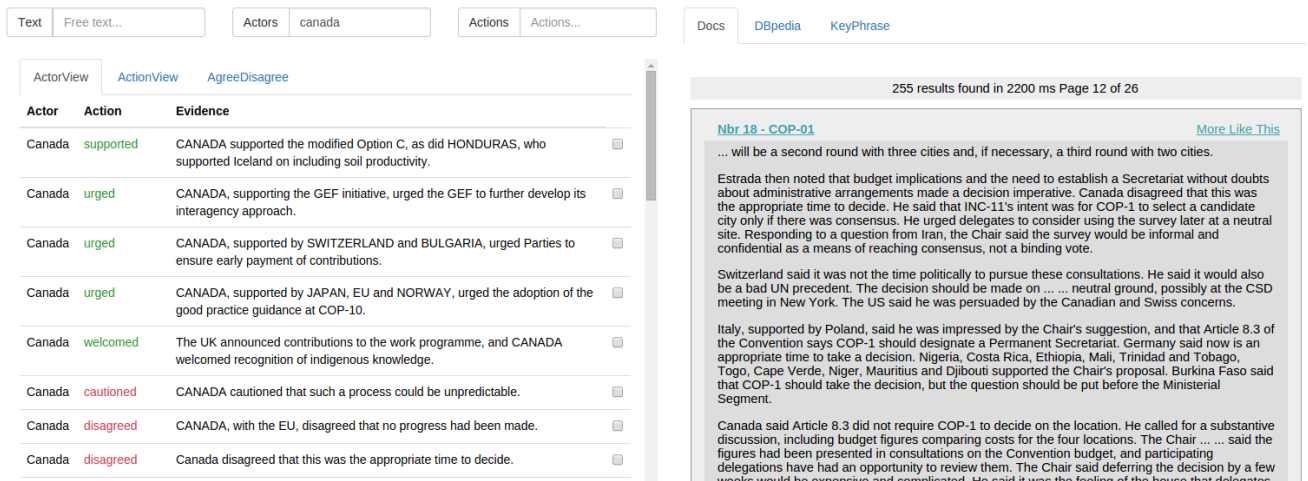 Text Free text... Actors canada Actions Actions...
ActorView ActionView AgreeDisagree
Actor Action Evidence
Canada supported CANADA supported the modified Option C, as did HONDURAS, who
supported Iceland on including soil productivity.
Canada urged CANADA, supporting the GEF initiative, urged the GEF to further develop its
interagency approach.
Canada urged CANADA, supported by SWITZERLAND and BULGARIA, urged Parties to
ensure early payment of contributions.
Canada urged CANADA, supported by JAPAN, EU and NORWAY, urged the adoption of the
good practice guidance at COP-10.
Canada welcomed The UK announced contributions to the work programme, and CANADA
welcomed recognition of indigenous knowledge.
Canada cautioned CANADA cautioned that such a process could be unpredictable.
Canada disagreed CANADA, with the EU, disagreed that no progress had been made.
Canada disagreed Canada disagreed that this was the appropriate time to decide.
Docs DBpedia KeyPhrase
255 results found in 2200 ms Page 12 of 26
Nbr 18 - COP-01 More Like This
... will be a second round with three cities and, if necessary, a third round with two cities.
Estrada then noted that budget implications and the need to establish a Secretariat without doubts
about administrative arrangements made a decision imperative. Canada disagreed that this was
the appropriate time to decide. He said that INC-11's intent was for COP-1 to select a candidate
city only if there was consensus. He urged delegates to consider using the survey later at a neutral
site. Responding to a question from Iran, the Chair said the survey would be informal and
confidential as a means of reaching consensus, not a binding vote.
Switzerland said it was not the time politically to pursue these consultations. He said it would also
be a bad UN precedent. The decision should be made on ... ... neutral ground, possibly at the CSD
meeting in New York. The US said he was persuaded by the Canadian and Swiss concerns.
Italy, supported by Poland, said he was impressed by the Chair's suggestion, and that Article 8.3 of
the Convention says COP-1 should designate a Permanent Secretariat. Germany said now is an
appropriate time to take a decision. Nigeria, Costa Rica, Ethiopia, Mali, Trinidad and Tobago,
Togo, Cape Verde, Niger, Mauritius and Djibouti supported the Chair's proposal. Burkina Faso said
that COP-1 should take the decision, but the question should be put before the Ministerial
Segment.
Canada said Article 8.3 did not require COP-1 to decide on the location. He called for a substantive
discussion, including budget figures comparing costs for the four locations. The Chair ... ... said the
figures had been presented in consultations on the Convention budget, and participating
delegations have had an opportunity to review them. The Chair said deferring the decision by a few
weeks would be expensive and complicated. He said it was the feeling of the house that delegates